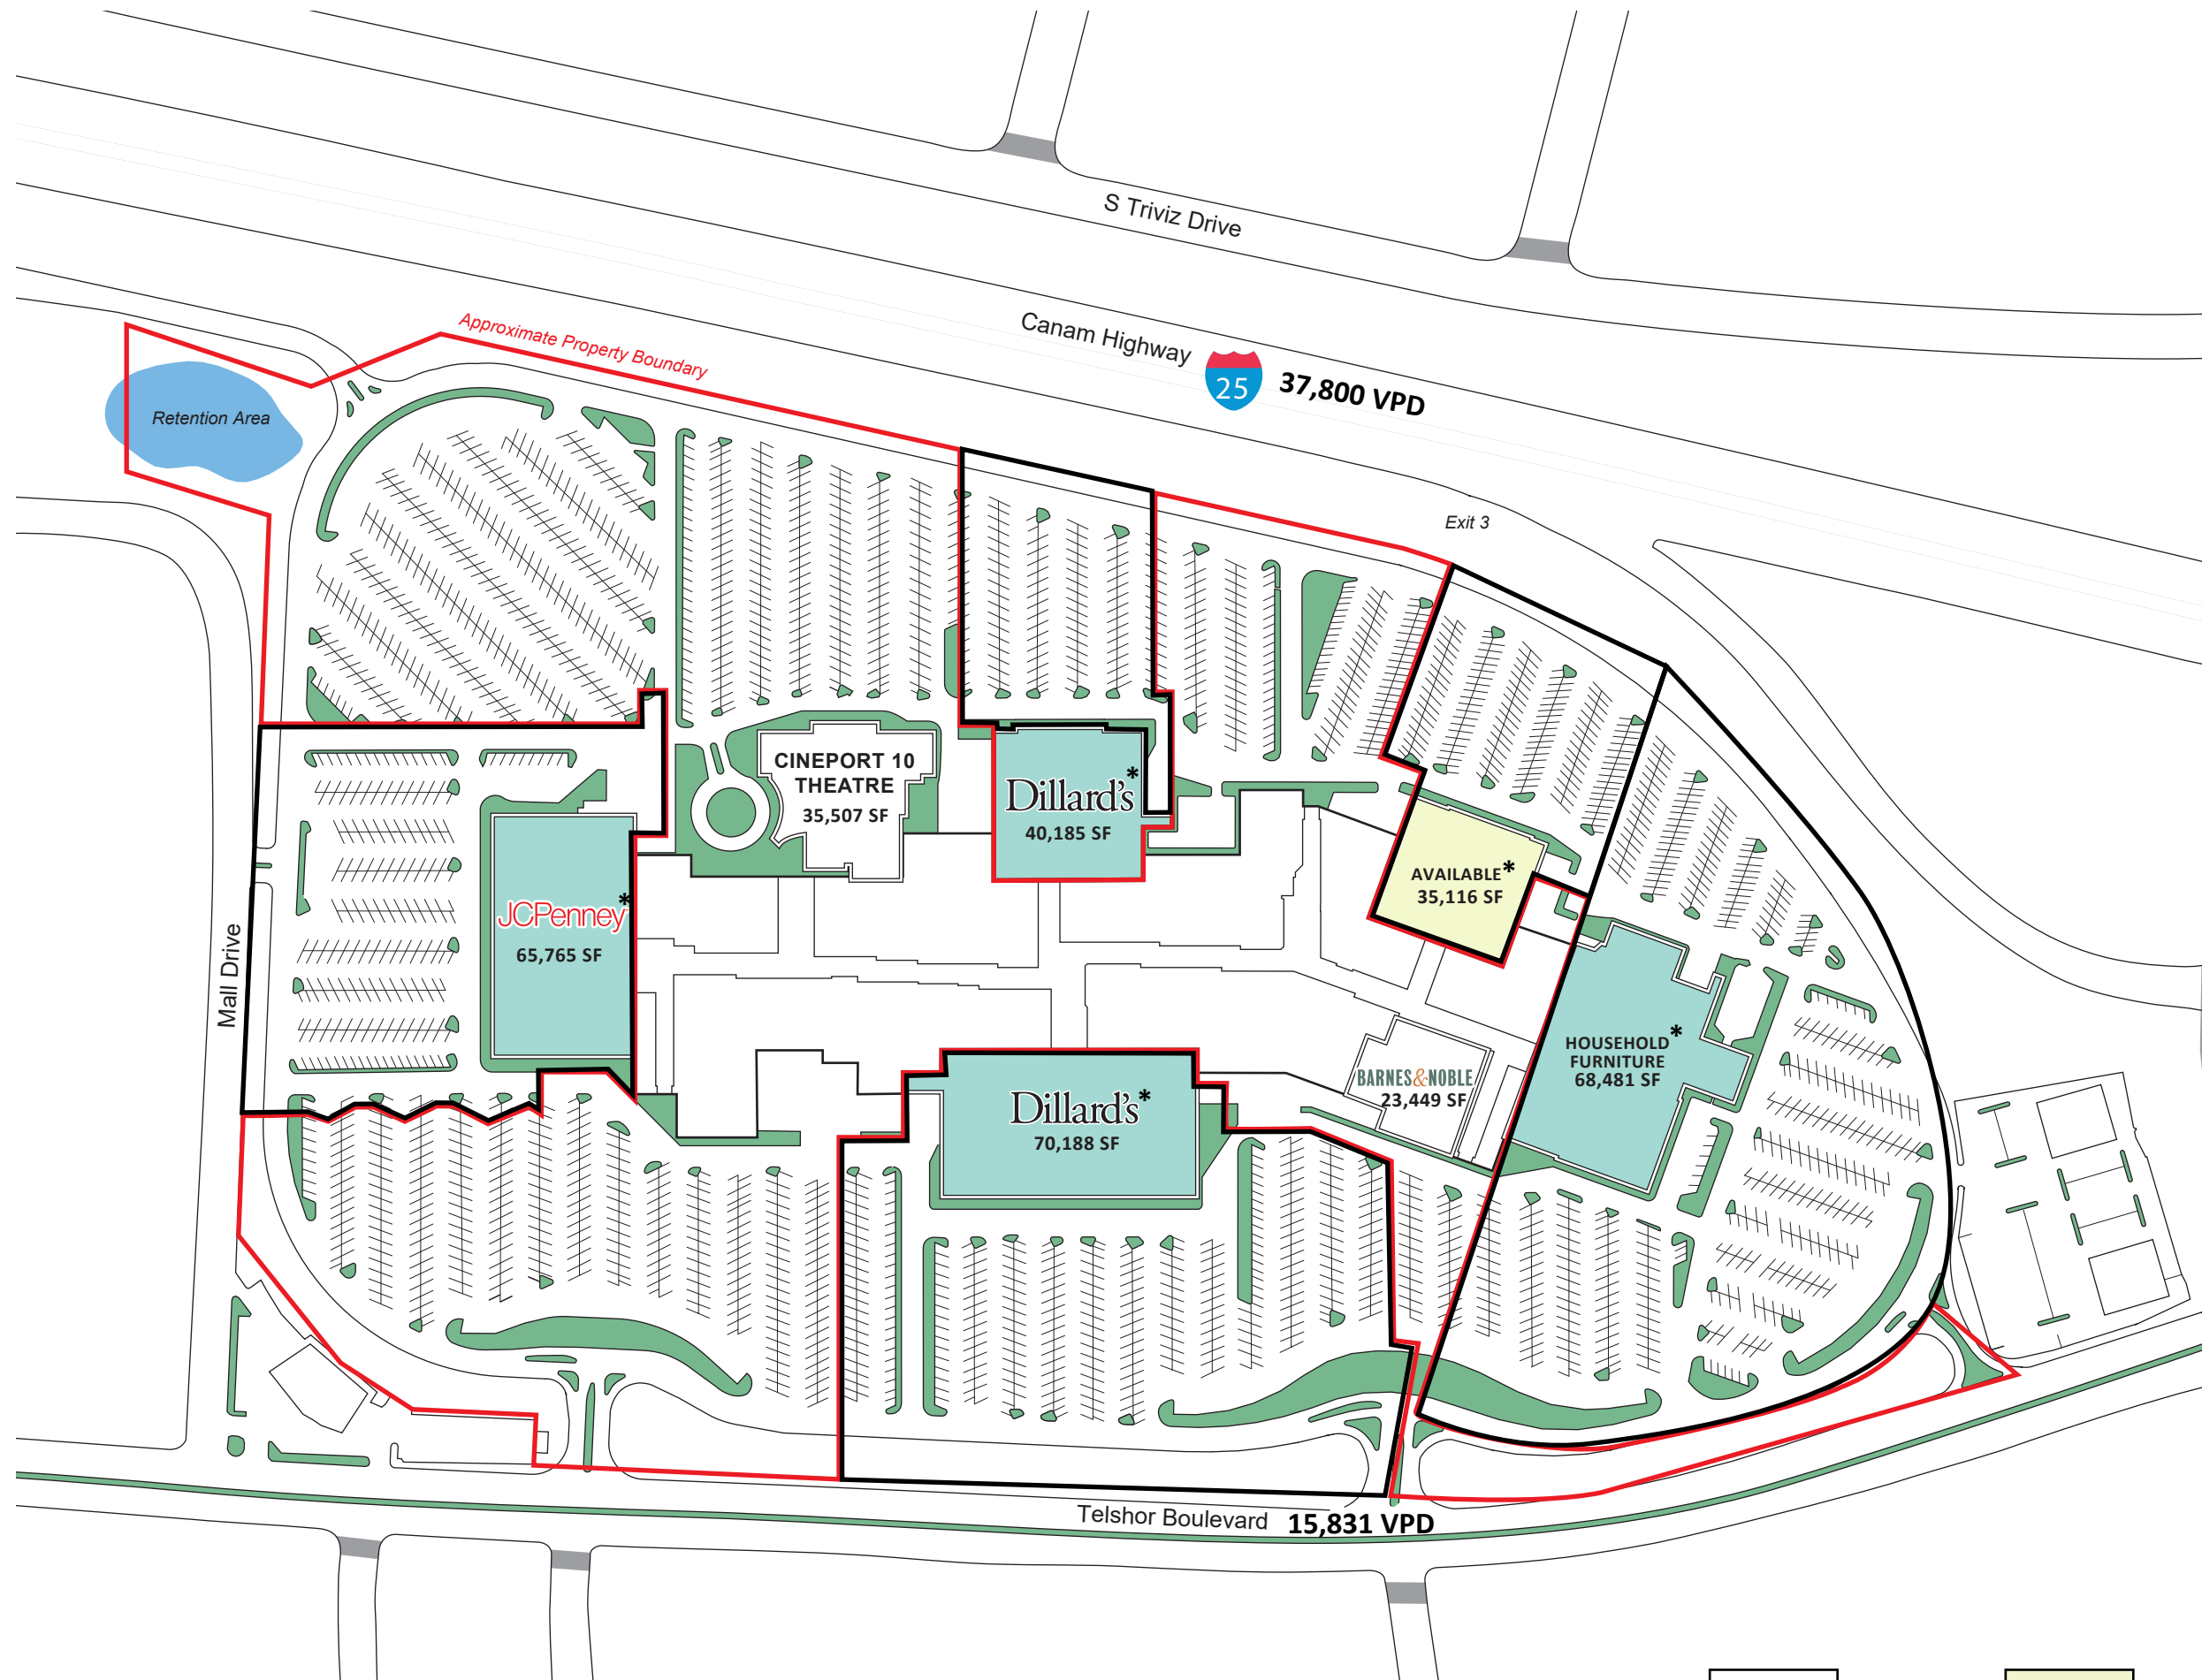 S Triviz Drive
Canam Highway
25
37,800 VPD
Approximate Property Boundary
Retention Area
Exit 3
CINEPORT 10
THEATRE
35,507 SF
Dillard's*
40,185 SF
AVAILABLE*
35,116 SF
JCPenney*
65,765 SF
Mall Drive
HOUSEHOLD*
FURNITURE
68,481 SF
BARNES&NOBLE
23,449 SF
Dillard's*
70,188 SF
Telshor Boulevard 15,831 VPD